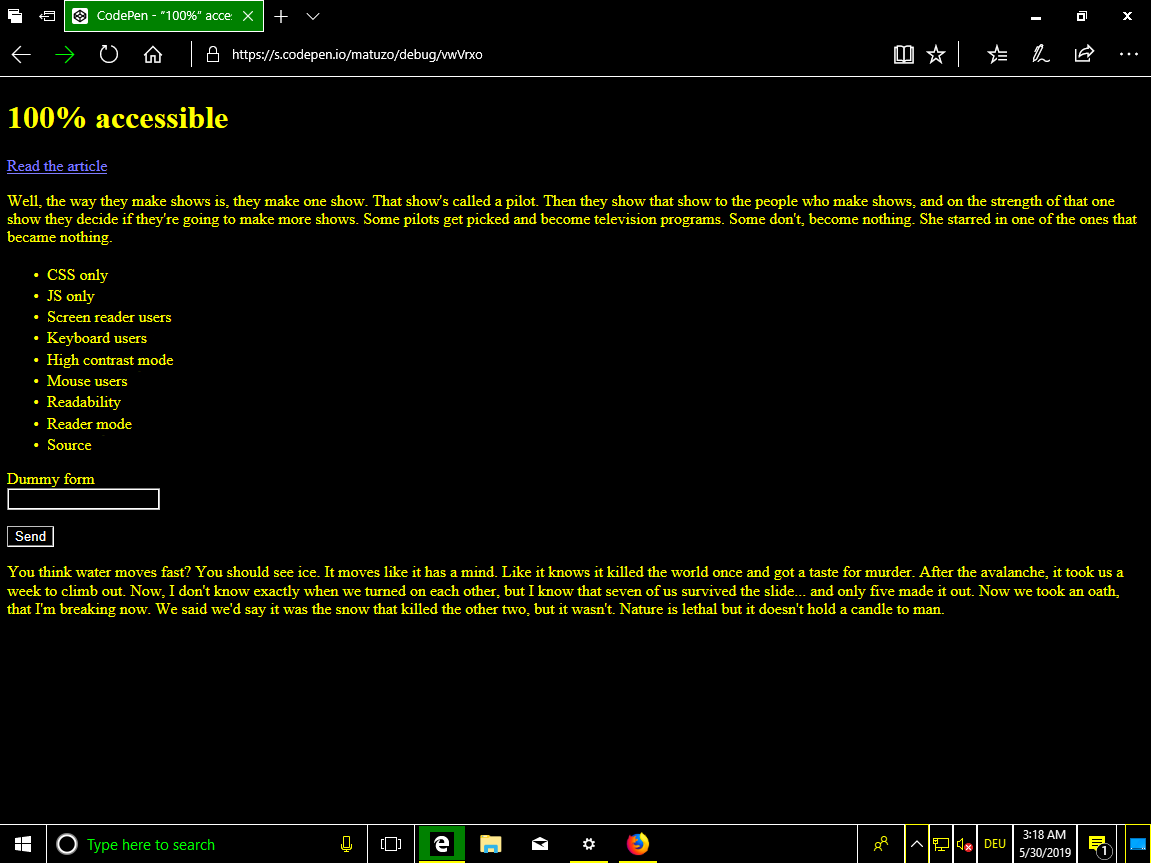 CodePen - "100%" acce:
https://s.codepen.io/matuzo/debug/vwVrxo
100% accessible
Read the article
Well, the way they make shows is, they make one show. That show's called a pilot. Then they show that show to the people who make shows, and on the strength of that one
show they decide if they're going to make more shows. Some pilots get picked and become television programs. Some don't, become nothing. She starred in one of the ones that
became nothing.
• CSS only
• JS only
• Screen reader users
• Keyboard users
• High contrast mode
• Mouse users
• Readability
• Reader mode
• Source
Dummy form
Send
You think water moves fast? You should see ice. It moves like it has a mind. Like it knows it killed the world once and got a taste for murder. After the avalanche, it took us a
week to climb out. Now, I don't know exactly when we turned on each other, but I know that seven of us survived the slide... and only five made it out. Now we took an oath,
that I'm breaking now. We said we'd say it was the snow that killed the other two, but it wasn't. Nature is lethal but it doesn't hold a candle to man.
Type here to search
DEU
3:18 AM
5/30/2019
1